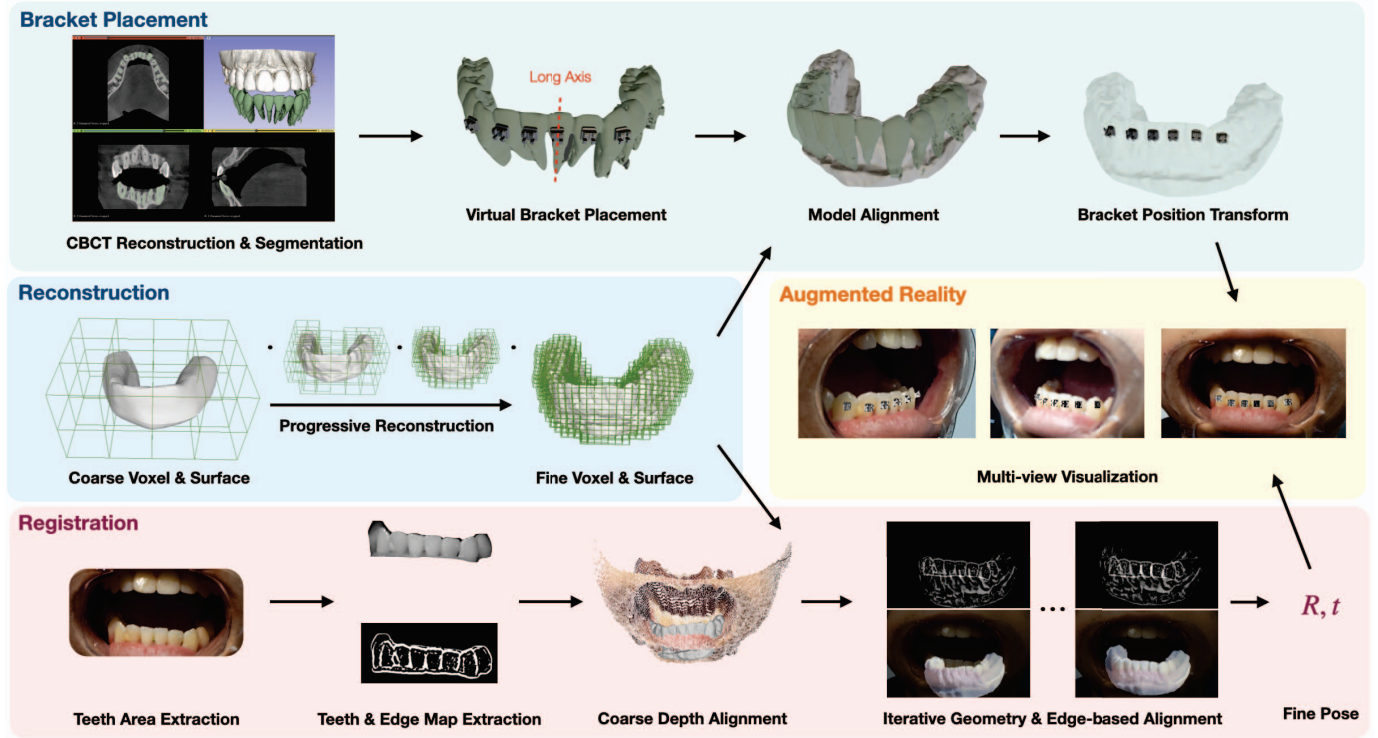 Bracket Placement
Long Axis
CBCT Reconstruction & Segmentation
Virtual Bracket Placement
Model Alignment
Bracket Position Transform
Reconstruction
Progressive Reconstruction
Coarse Voxel & Surface
Fine Voxel & Surface
Augmented Reality
Multi-view Visualization
Registration
R, t
Teeth Area Extraction
Teeth & Edge Map Extraction
Coarse Depth Alignment
Iterative Geometry & Edge-based Alignment
Fine Pose